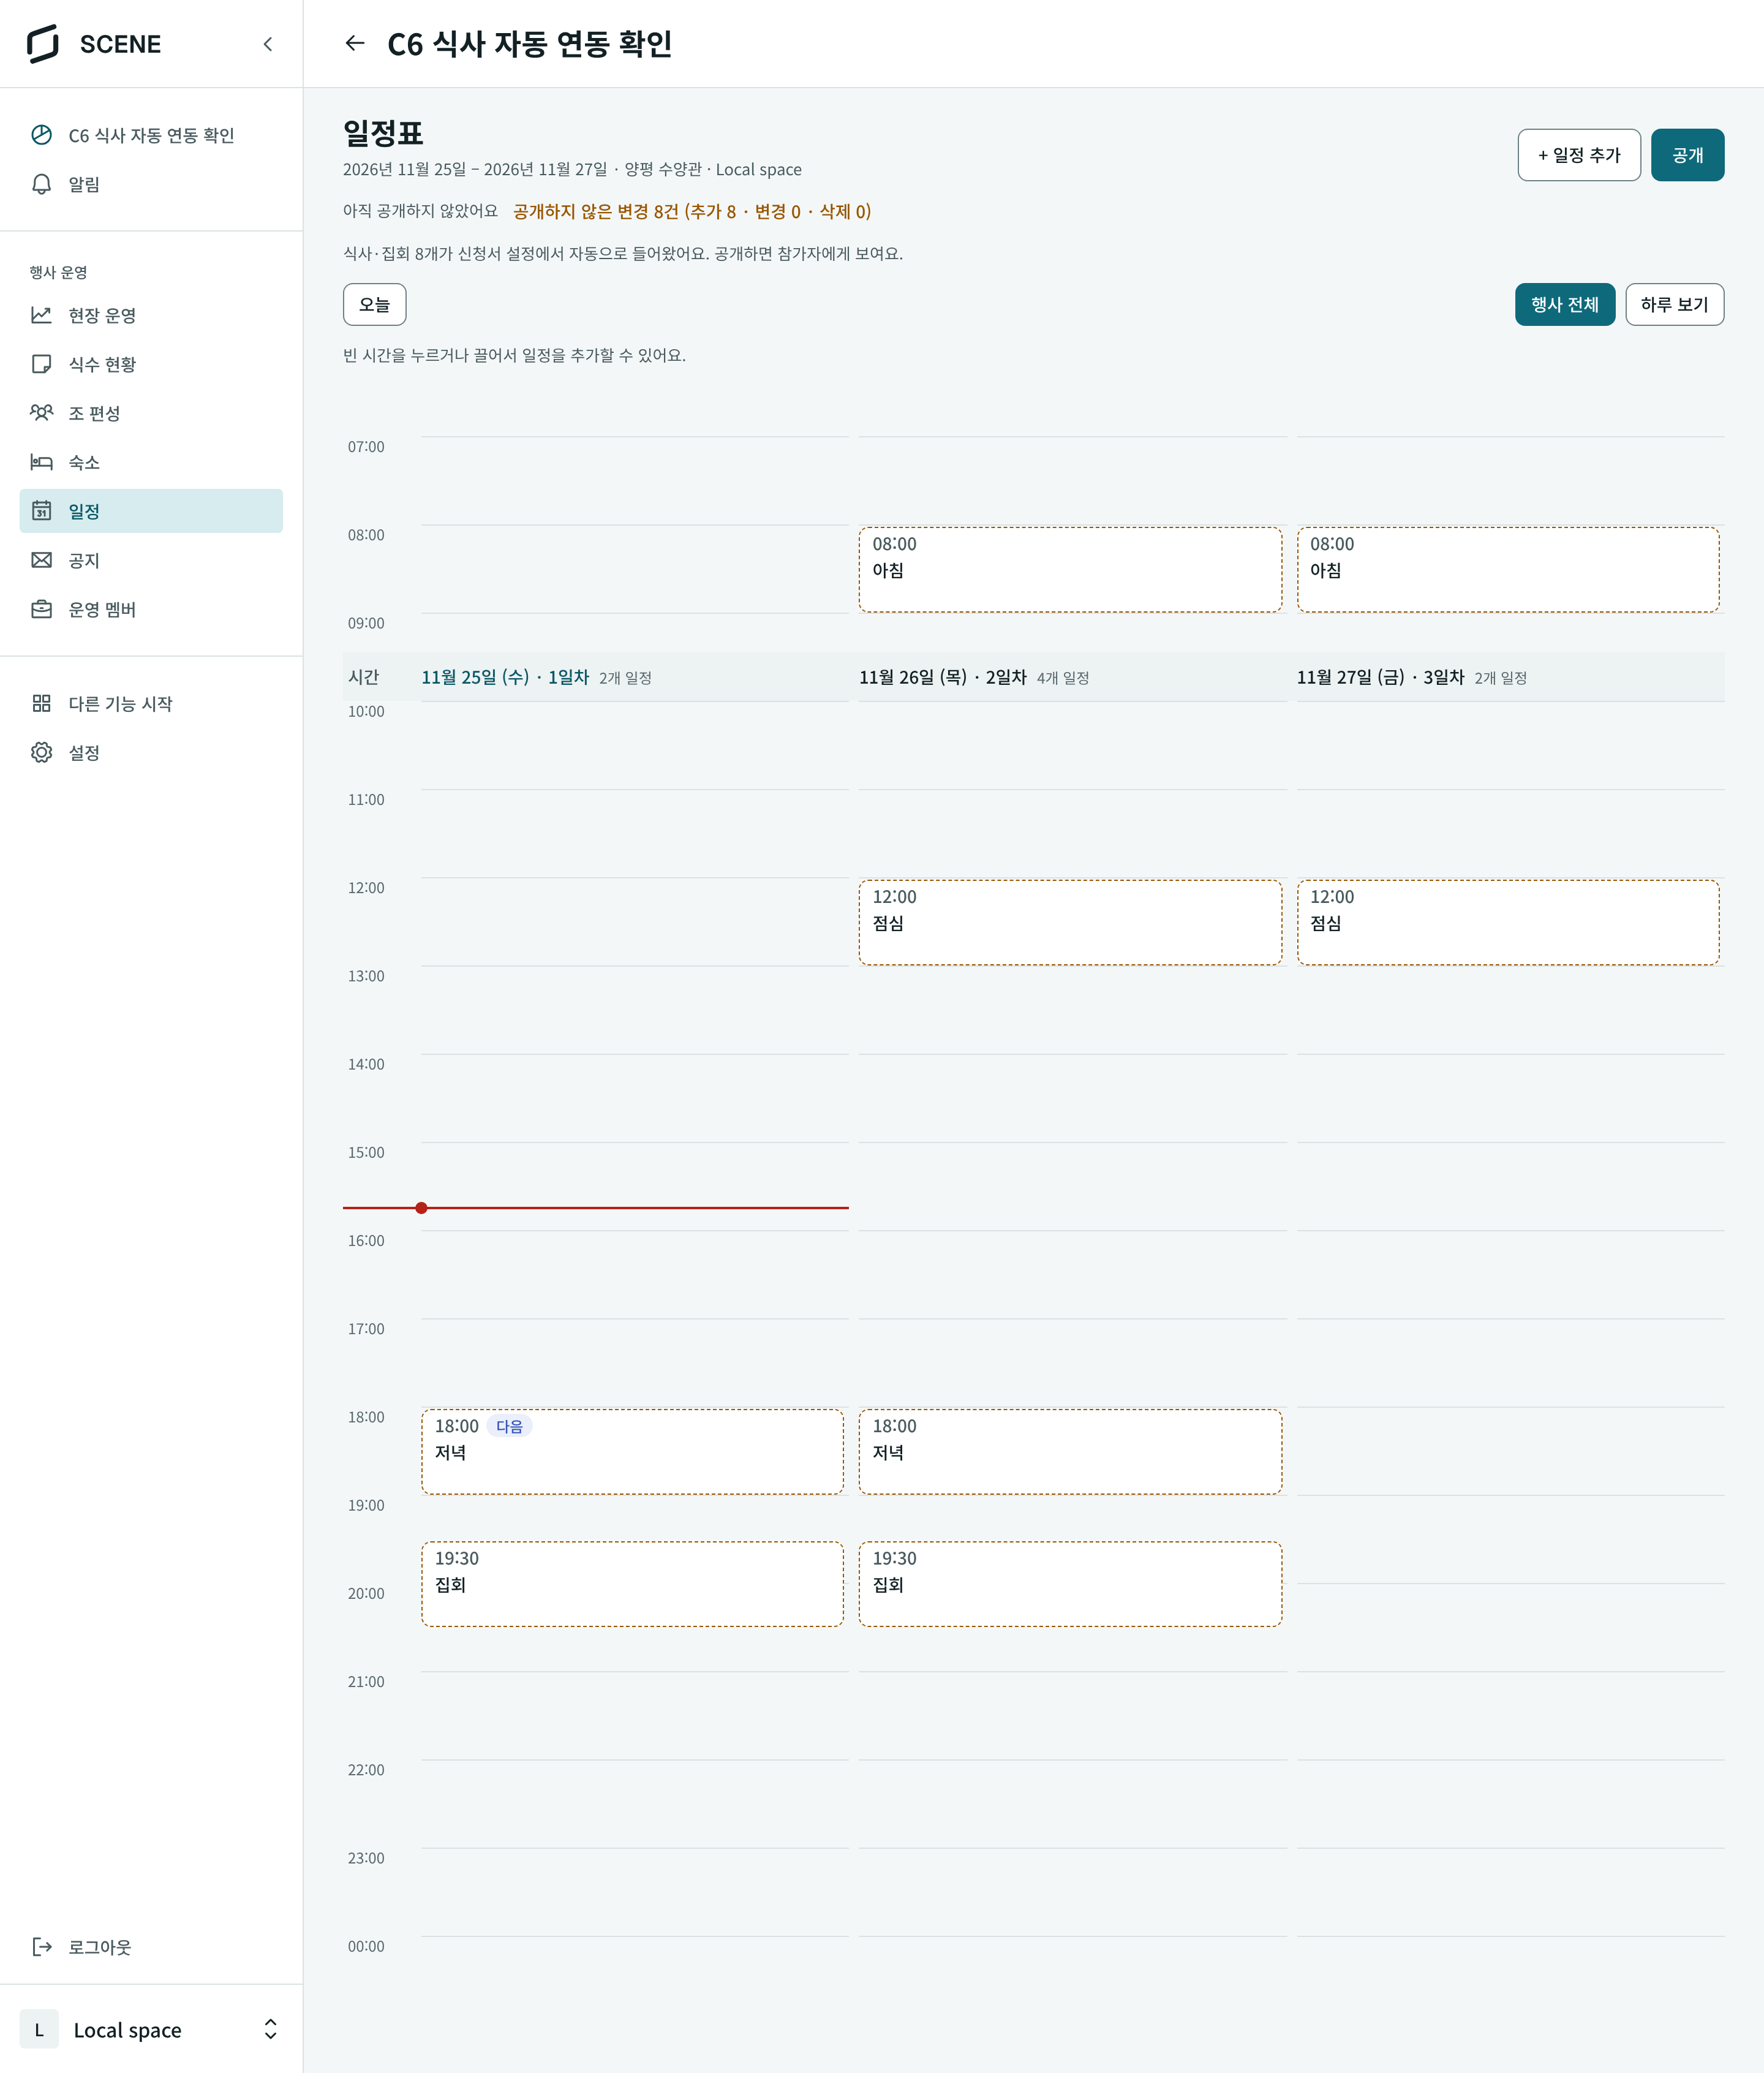 SCENE
C6 식사 자동 연동 확인
알림
행사 운영
현장 운영
식수 현황
조 편성
숙소
일정
공지
운영 멤버
다른 기능 시작
설정
로그아웃
L Local space
C6 식사 자동 연동 확인
일정표
2026년 11월 25일 – 2026년 11월 27일 · 양평 수양관 · Local space
+ 일정 추가 공개
아직 공개하지 않았어요 공개하지 않은 변경 8건 (추가 8 · 변경 0 · 삭제 0)
식사·집회 8개가 신청서 설정에서 자동으로 들어왔어요. 공개하면 참가자에게 보여요.
오늘 행사 전체 하루 보기
빈 시간을 누르거나 끌어서 일정을 추가할 수 있어요.
07:00
08:00
08:00 08:00
아침 아침
09:00
시간 11월 25일 (수) · 1일차 2개 일정 11월 26일 (목) · 2일차 4개 일정 11월 27일 (금) · 3일차 2개 일정
10:00
11:00
12:00
12:00 12:00
점심 점심
13:00
14:00
15:00
16:00
17:00
18:00
18:00 다음 18:00
저녁 저녁
19:00
19:30 19:30
집회 집회
20:00
21:00
22:00
23:00
00:00